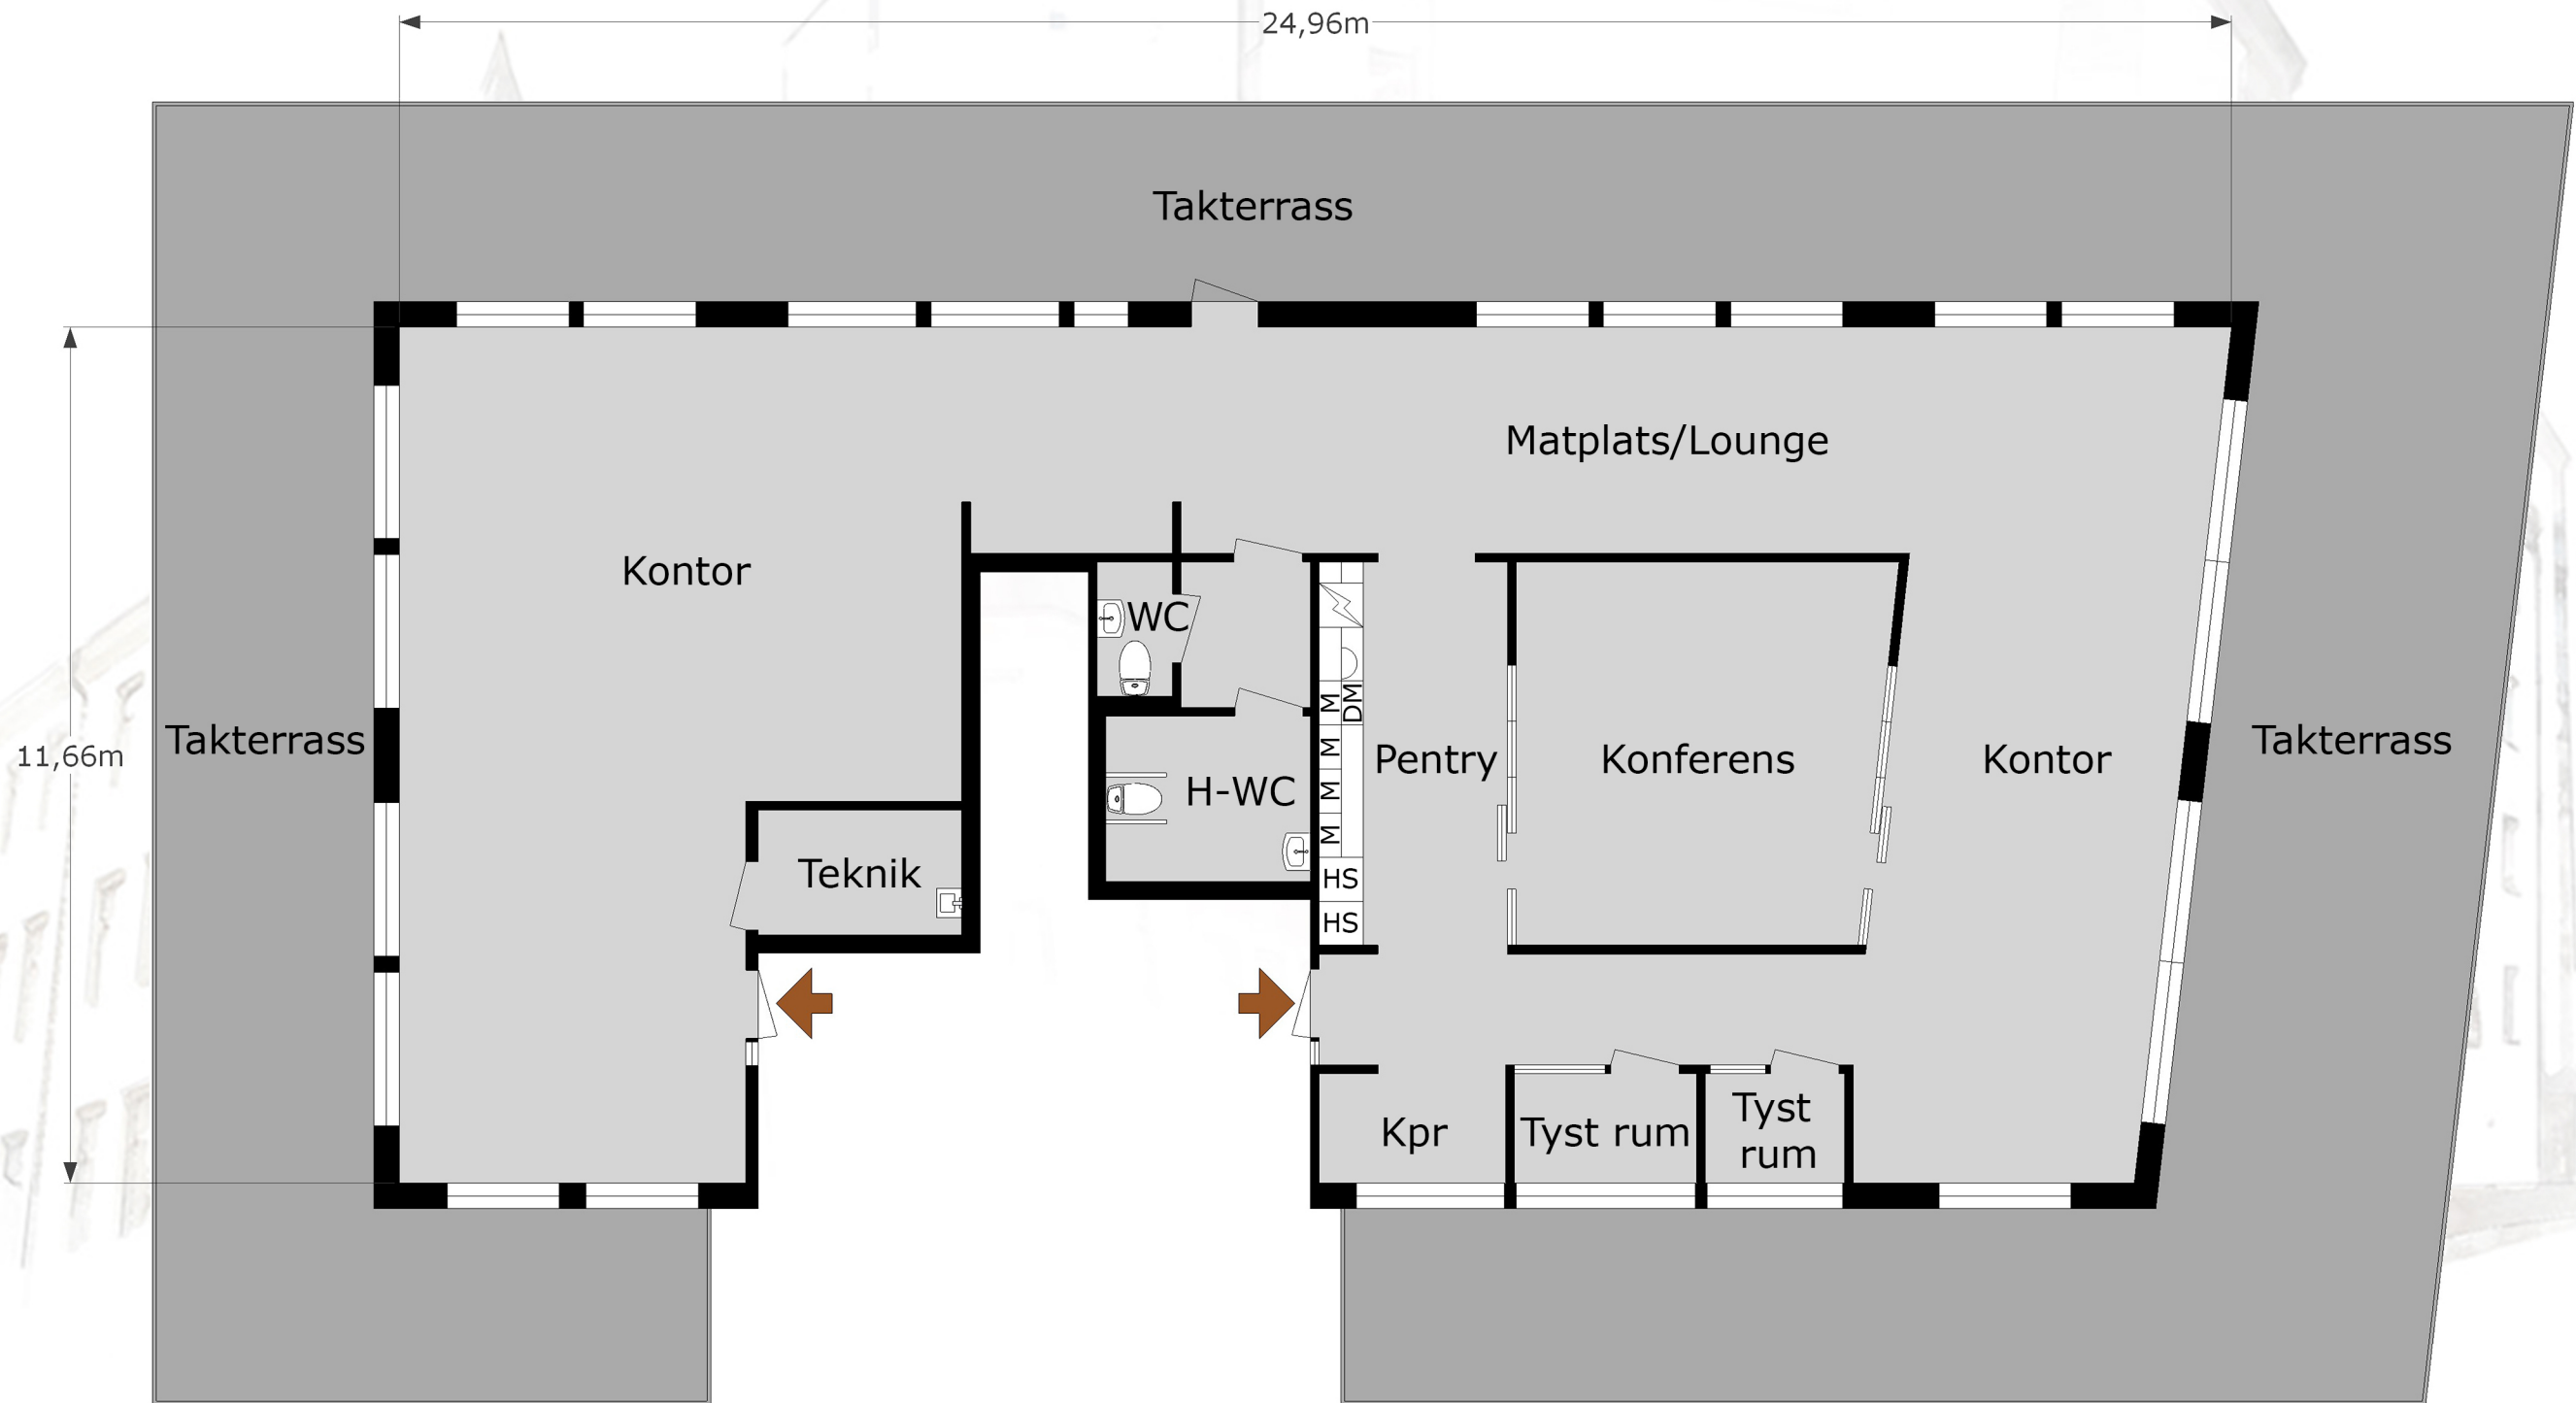 24,96m
Takterrass
Matplats/Lounge
Kontor
WC
M
DM
Takterrass
11,66m
Pentry
Konferens
Kontor
Takterrass
M
M
H-WC
M
Teknik
HS
HS
Kpr
Tyst rum
Tyst
rum